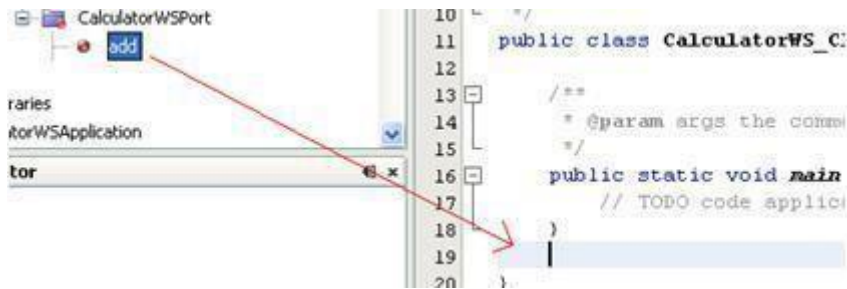 CalculatorWSPort
add
raries
torWSApplication
tor
10 */
11 public class CalculatorWS_C
12
13 /**
14 * @param args the comm
15 */
16 public static void main
17 // TODO code applic
18 }
19
20 }